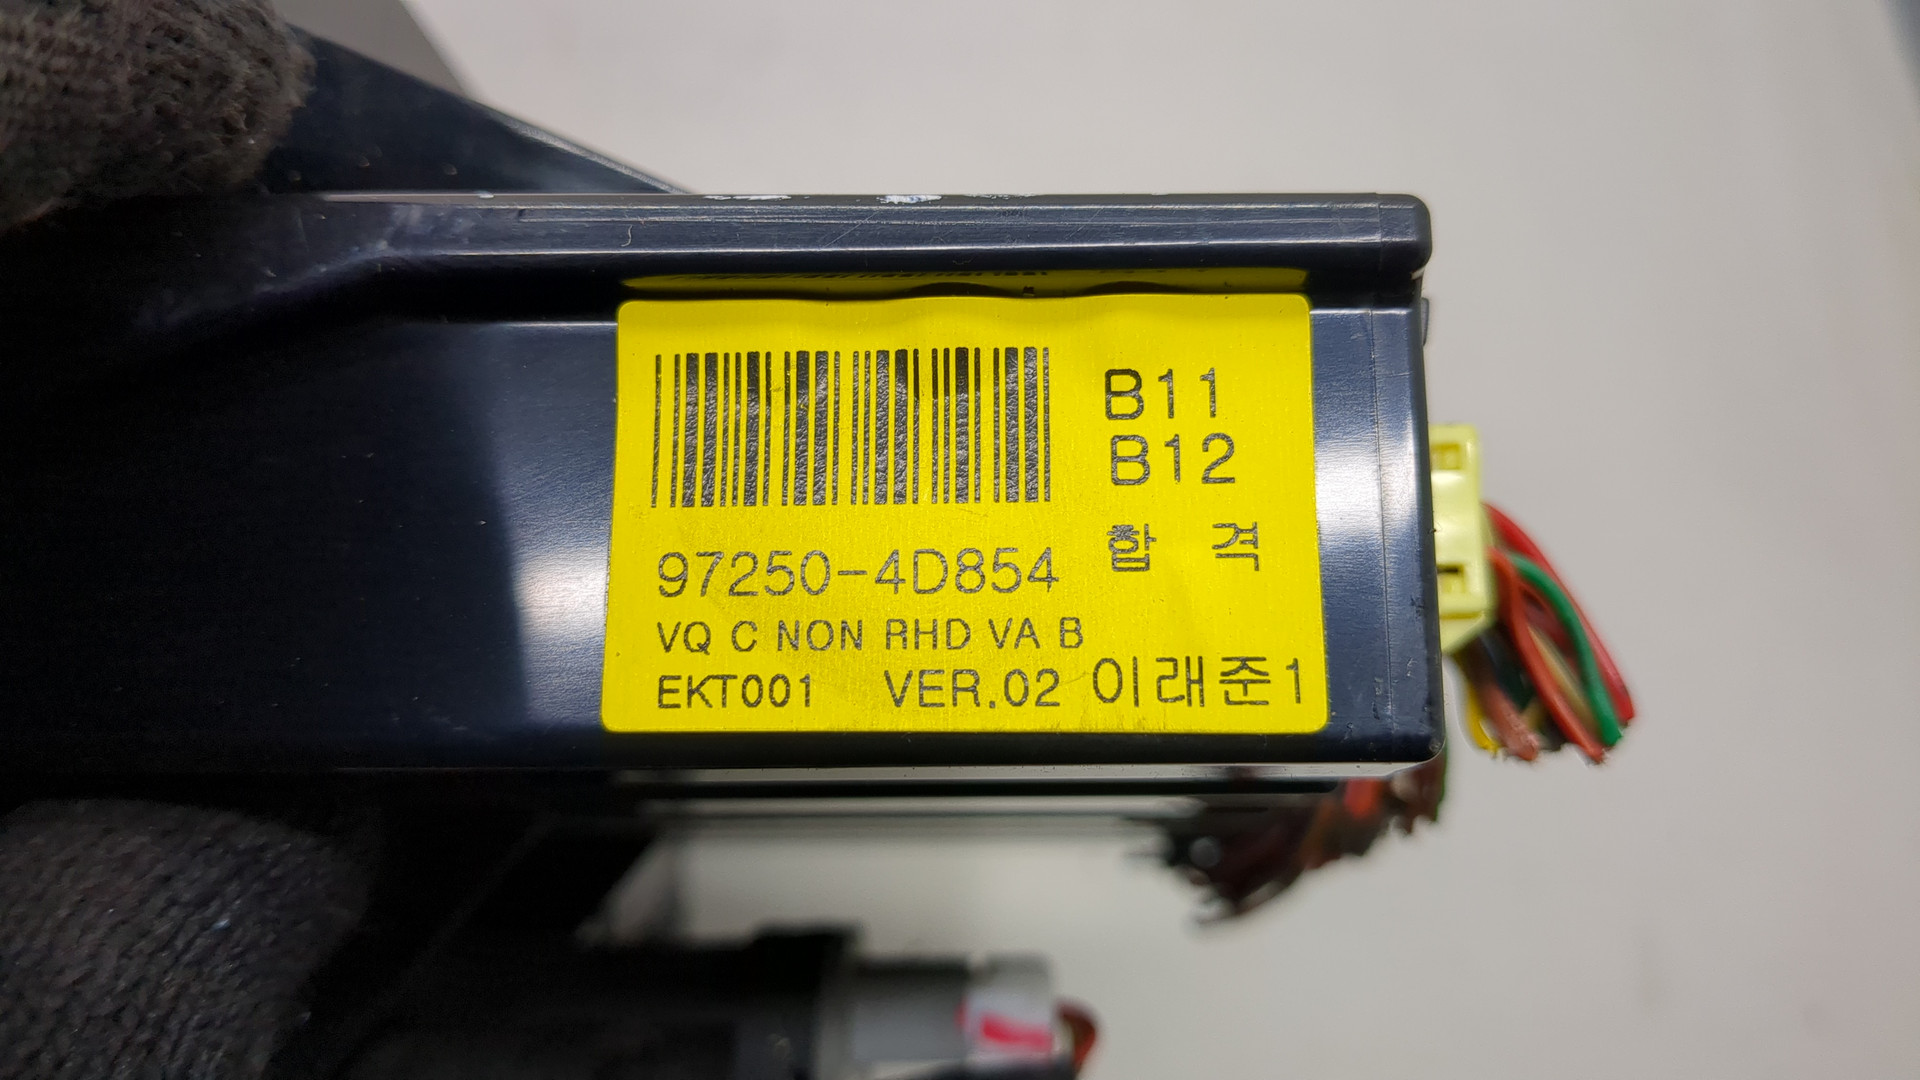 B11
B12
합 격
97250-4D854
VQ C NON RHD VA B
EKT001 VER.02 이래준1